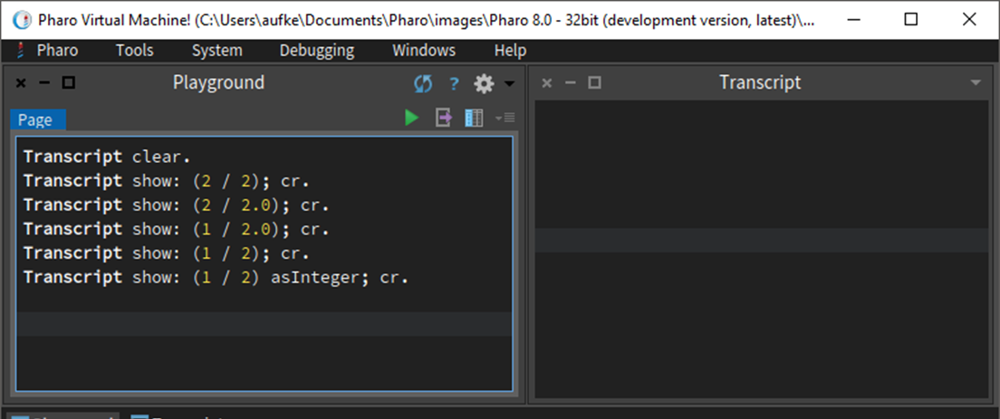 Pharo Virtual Machine! (C:\Users\aufke\Documents\Pharo\images\Pharo 8.0 - 32bit (development version, latest)\...
Pharo Tools System Debugging Windows Help
Playground ?
Page
Transcript clear.
Transcript show: (2 / 2); cr.
Transcript show: (2 / 2.0); cr.
Transcript show: (1 / 2.0); cr.
Transcript show: (1 / 2); cr.
Transcript show: (1 / 2) asInteger; cr.
Transcript